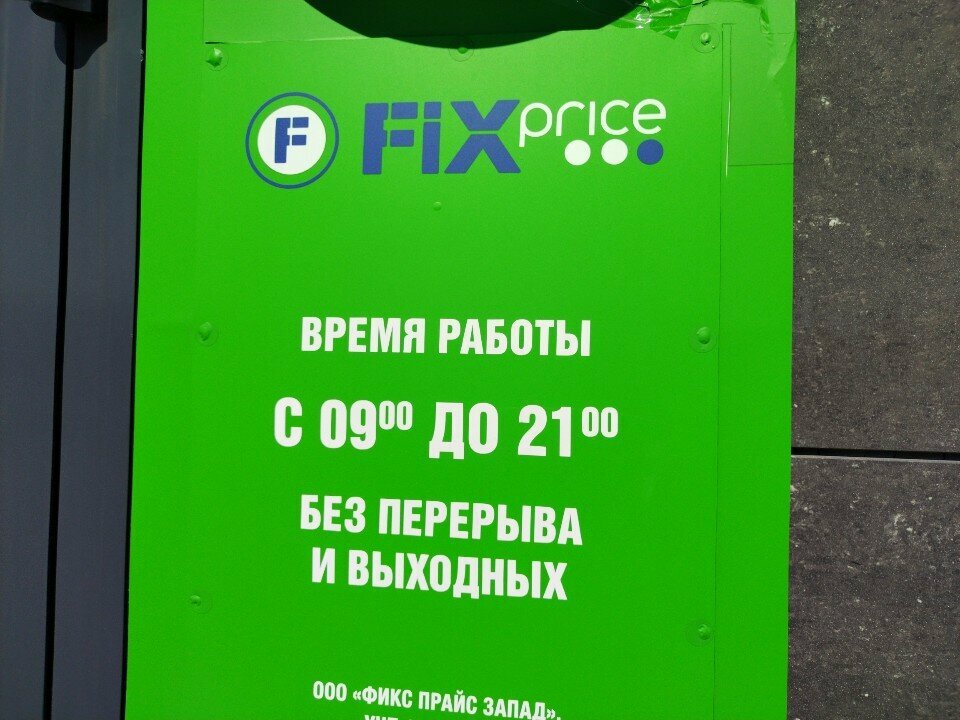 F FiX price
ВРЕМЯ РАБОТЫ
С 09⁰⁰ ДО 21⁰⁰
БЕЗ ПЕРЕРЫВА
И ВЫХОДНЫХ
ООО «ФИКС ПРАЙС ЗАПАД»,